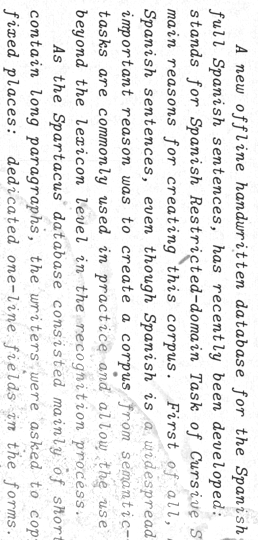 A new offline handwritten database for the Spanish
full Spanish sentences, has recently been developed:
stands for Spanish Restricted-domain Task of Cursive S
main reasons for creating this corpus. First of all,
Spanish sentences, even though Spanish is a widespread
important reason was to create a corpus from semantic-
tasks are commonly used in practice and allow the use
beyond the lexicon level in the recognition process.
As the Spartacus database consisted mainly of short
contain long paragraphs, the writers were asked to cop
fixed places: dedicated one-line fields in the forms.